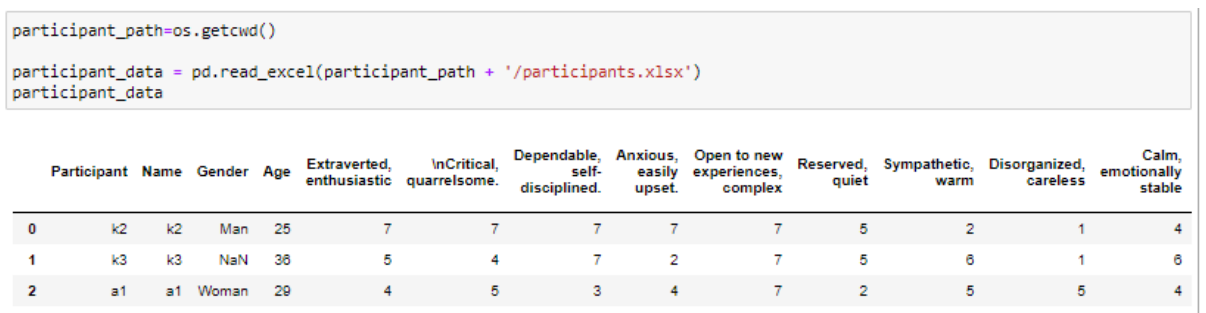 participant_path=os.getcwd()
participant_data = pd.read_excel(participant_path + '/participants.xlsx')
participant_data
Participant Name Gender Age Extraverted, enthusiastic \nCritical, quarrelsome. Dependable, self-disciplined. Anxious, easily upset. Open to new experiences, complex Reserved, quiet Sympathetic, warm Disorganized, careless Calm, emotionally stable
0 k2 k2 Man 25 7 7 7 7 7 5 2 1 4
1 k3 k3 NaN 36 5 4 7 2 7 5 6 1 6
2 a1 a1 Woman 29 4 5 3 4 7 2 5 5 4